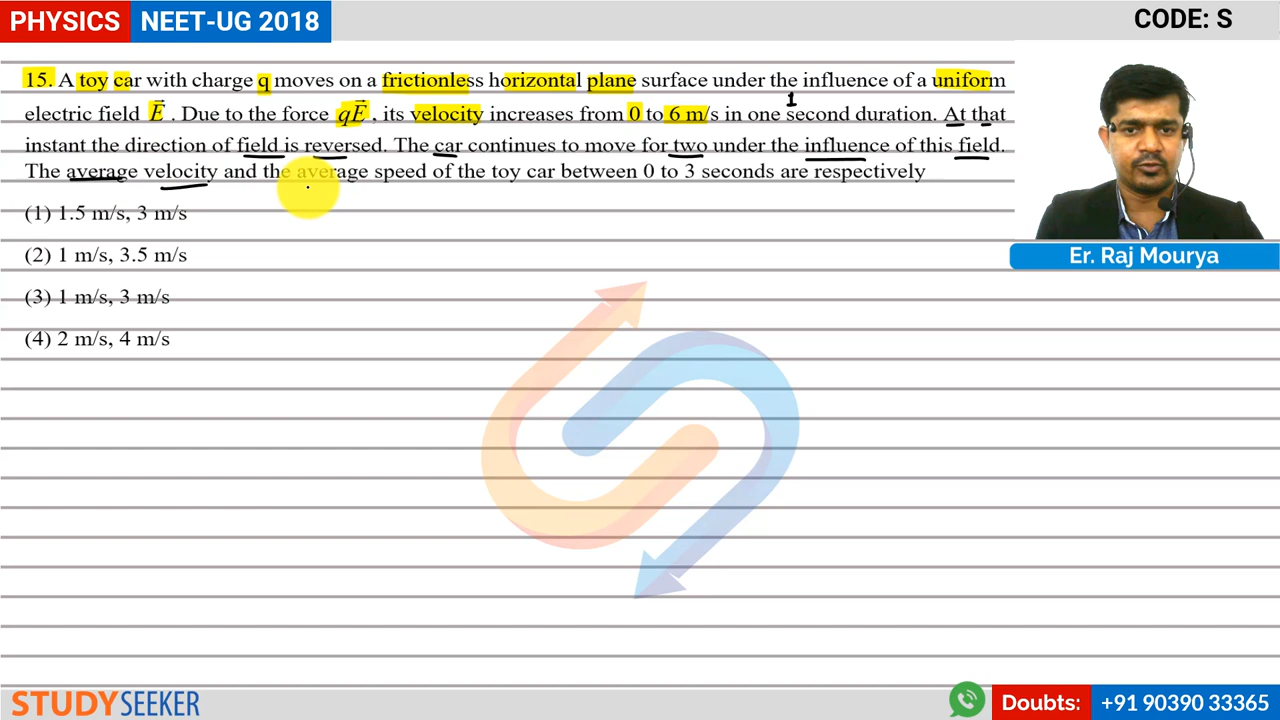 PHYSICS NEET-UG 2018
CODE: S
15. A toy car with charge q moves on a frictionless horizontal plane surface under the influence of a uniform
electric field E⃗ . Due to the force qE⃗ , its velocity increases from 0 to 6 m/s in one second duration. At that
1
instant the direction of field is reversed. The car continues to move for two under the influence of this field.
The average velocity and the average speed of the toy car between 0 to 3 seconds are respectively
(1) 1.5 m/s, 3 m/s
(2) 1 m/s, 3.5 m/s
(3) 1 m/s, 3 m/s
(4) 2 m/s, 4 m/s
Er. Raj Mourya
STUDYSEEKER
Doubts: +91 90390 33365